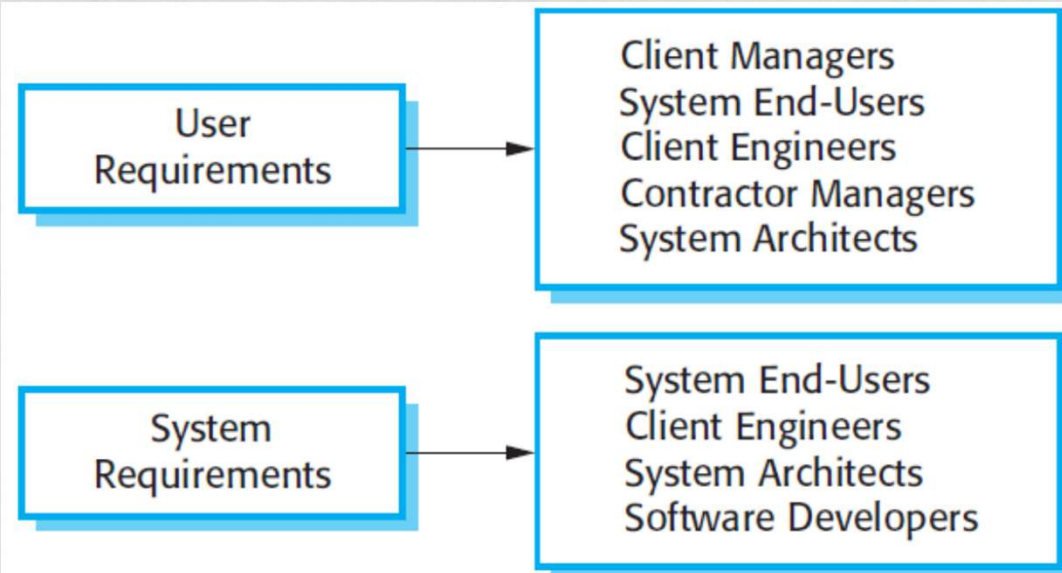 User
Requirements
Client Managers
System End-Users
Client Engineers
Contractor Managers
System Architects
System
Requirements
System End-Users
Client Engineers
System Architects
Software Developers